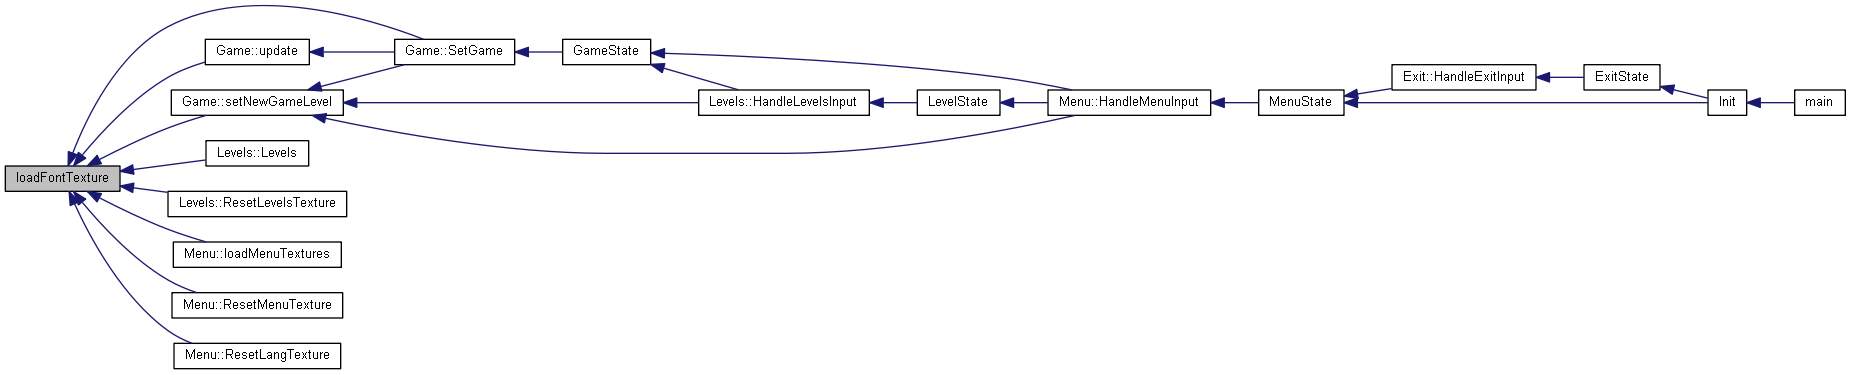 Game::update
Game::SetGame
GameState
Exit::HandleExitInput
ExitState
Game::setNewGameLevel
Levels::HandleLevelsInput
LevelState
Menu::HandleMenuInput
MenuState
Init
main
Levels::Levels
loadFontTexture
Levels::ResetLevelsTexture
Menu::loadMenuTextures
Menu::ResetMenuTexture
Menu::ResetLangTexture